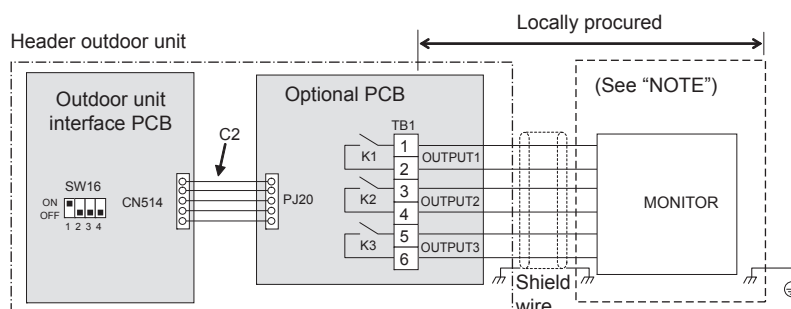 Locally procured
Header outdoor unit
Outdoor unit
interface PCB
C2
Optional PCB
(See “NOTE”)
TB1
SW16
ON
OFF
1 2 3 4
CN514
PJ20
K1
K2
K3
1
2
3
4
5
6
OUTPUT1
OUTPUT2
OUTPUT3
MONITOR
Shield
wire